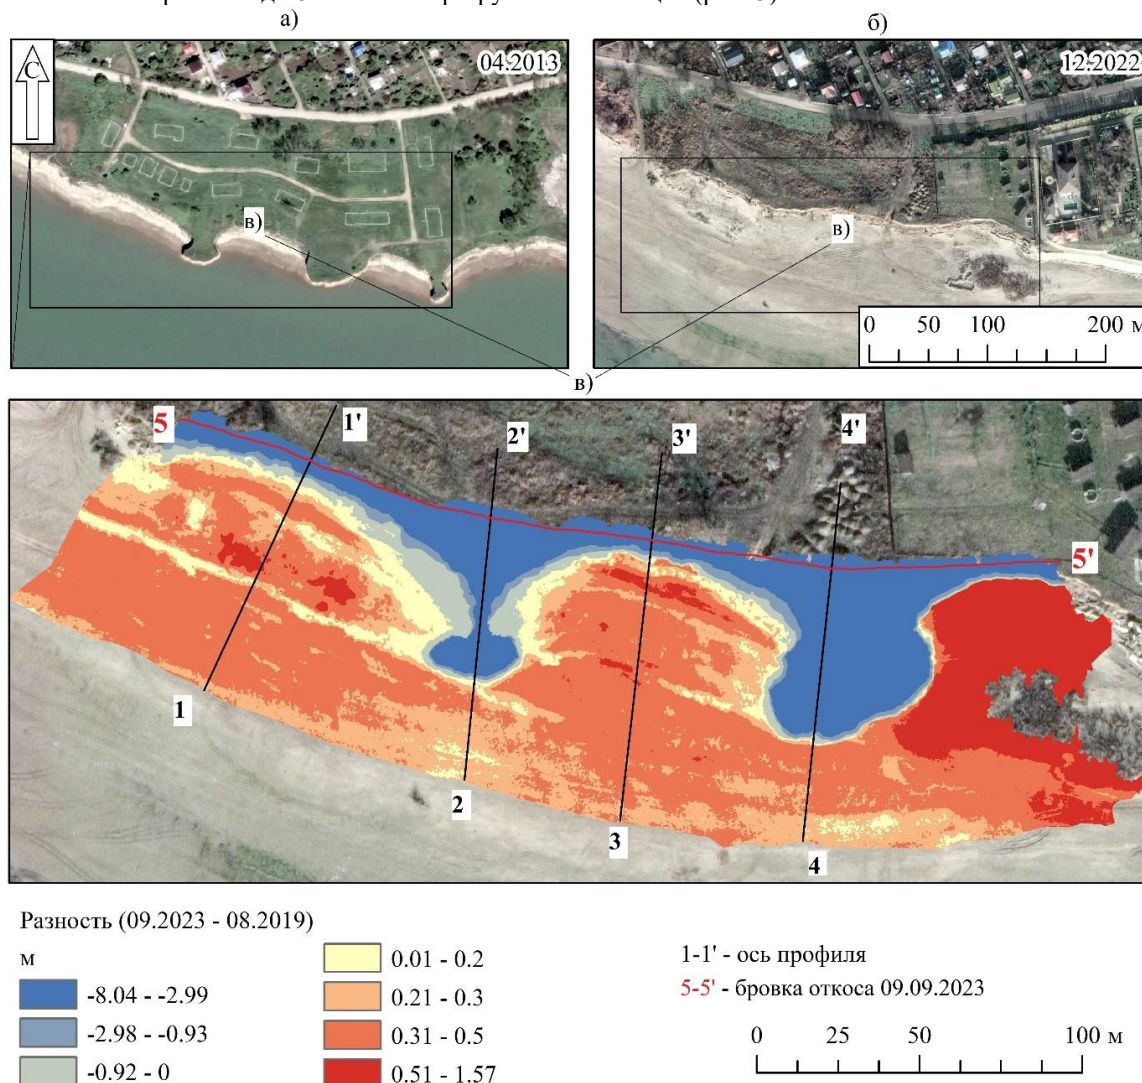 а)
б)
С
04.2013
12.2022
в)
в)
0 50 100 200 м
в)
5
1'
2'
3'
4'
5'
1
2
3
4
Разность (09.2023 - 08.2019)
м
-8.04 - -2.99
-2.98 - -0.93
-0.92 - 0
0.01 - 0.2
0.21 - 0.3
0.31 - 0.5
0.51 - 1.57
1-1' - ось профиля
5-5' - бровка откоса 09.09.2023
0 25 50 100 м